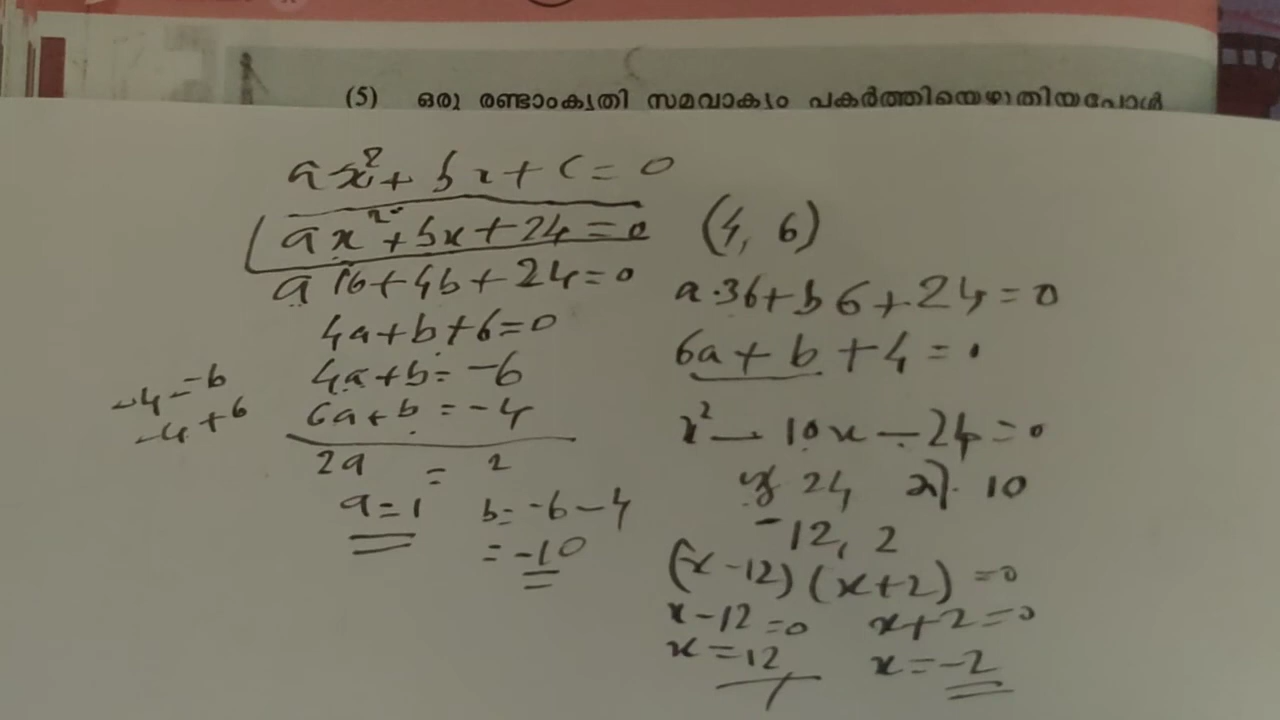 (5) ഒരു രണ്ടാംകൃതി സമവാക്യം പകർത്തിയെഴുതിയപോൾ
ax² + bx + c = 0
ax² + bx + 24 = 0
(4, 6)
a 16 + 4b + 24 = 0
4a + b + 6 = 0
4a + b = -6
6a + b = -4
2a = 2
a = 1
b = -6 - 4
= -10
-4 = b
-4 + 6
a · 36 + b 6 + 24 = 0
6a + b + 4 = 0
x² - 10x - 24 = 0
24 10
-12, 2
(x - 12) (x + 2) = 0
x - 12 = 0 x + 2 = 0
x = 12 x = -2